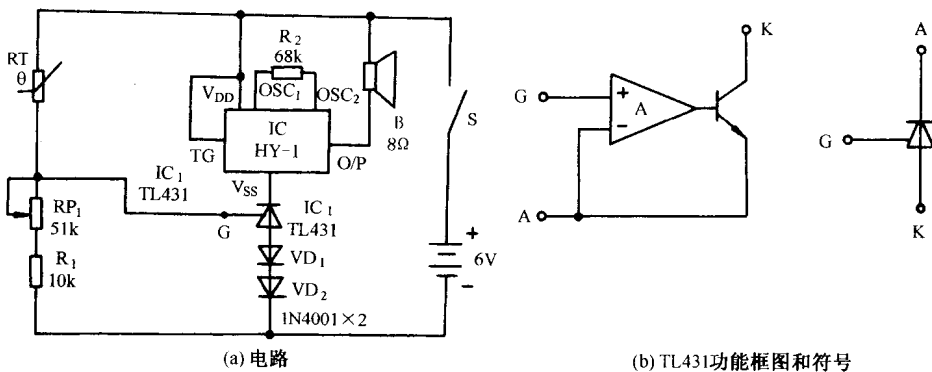 RT
θ
R₂
68k
OSC₁
OSC₂
V_DD
IC
HY-1
TG
O/P
B
8Ω
S
IC₁
TL431
V_SS
G
IC₁
TL431
RP₁
51k
R₁
10k
VD₁
VD₂
1N4001×2
+
6V
-
(a) 电路
K
G
+
A
-
A
A
G
K
(b) TL431功能框图和符号